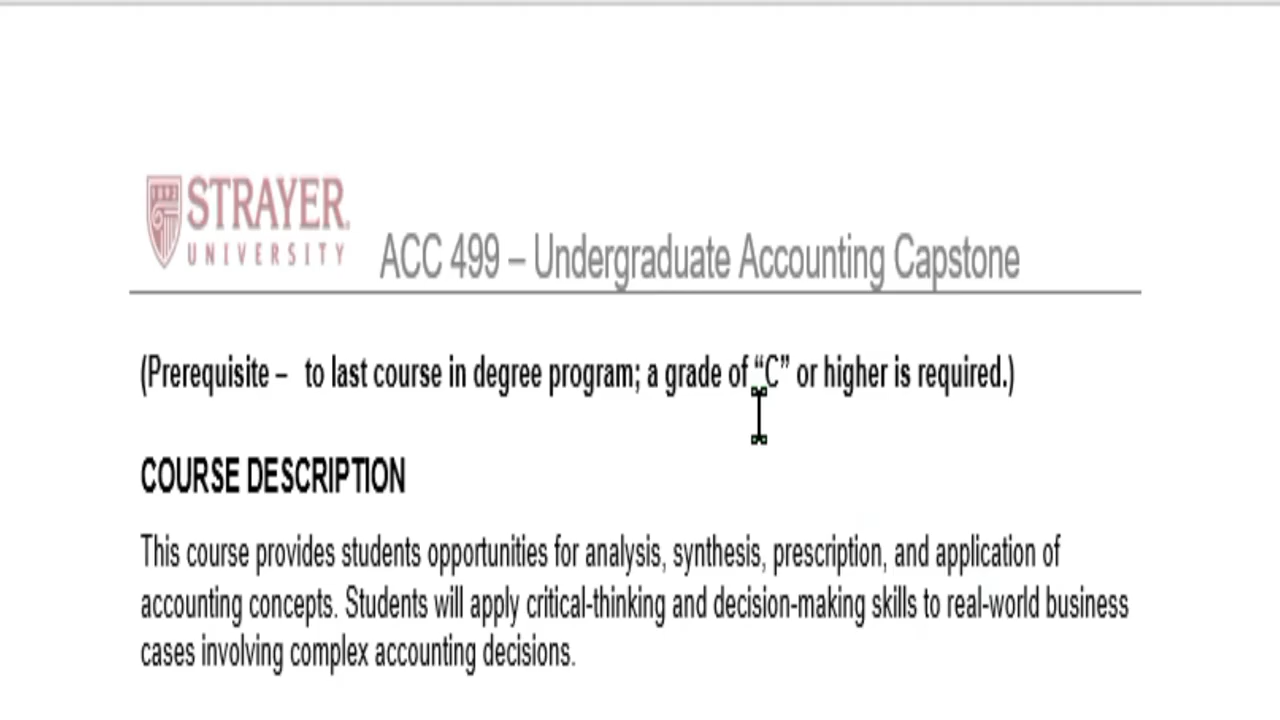 STRAYER
UNIVERSITY
ACC 499 – Undergraduate Accounting Capstone
(Prerequisite – to last course in degree program; a grade of “C” or higher is required.)
COURSE DESCRIPTION
This course provides students opportunities for analysis, synthesis, prescription, and application of
accounting concepts. Students will apply critical-thinking and decision-making skills to real-world business
cases involving complex accounting decisions.